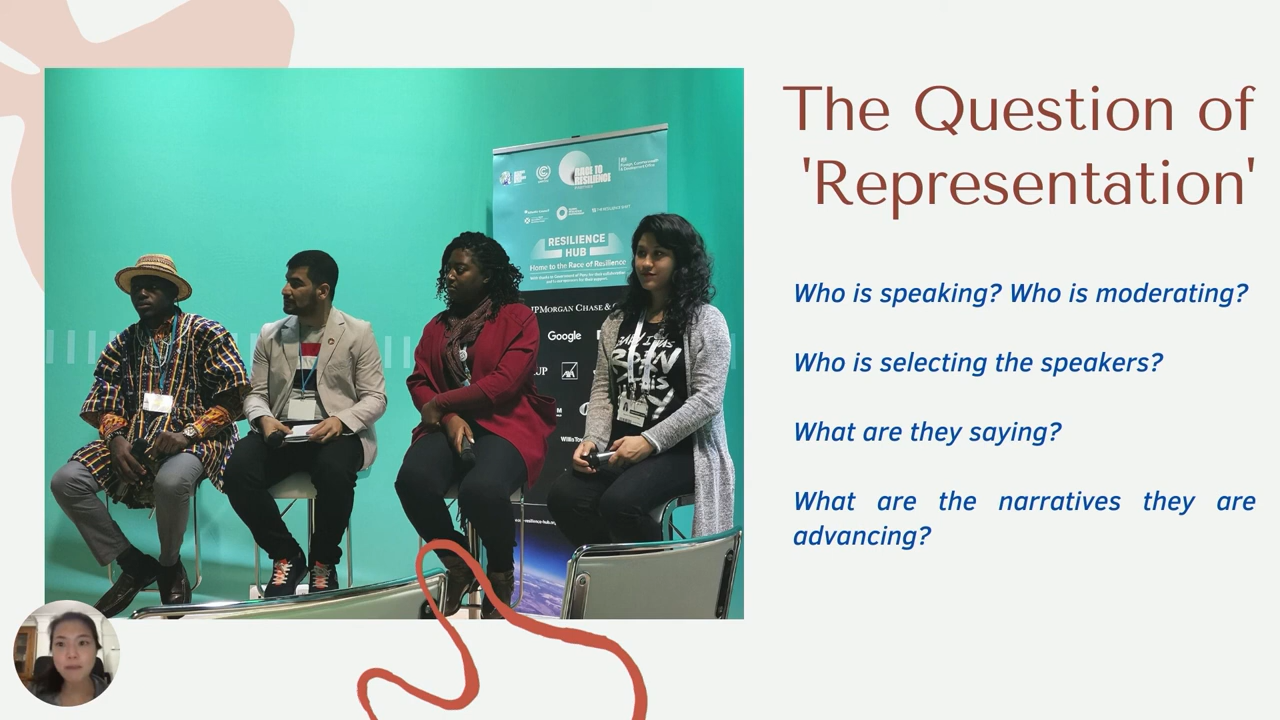 The Question of
'Representation'
Who is speaking? Who is moderating?
Who is selecting the speakers?
What are they saying?
What are the narratives they are
advancing?
RACE TO
RESILIENCE
RESILIENCE
HUB
Home to the Race of Resilience
JPMORGAN CHASE &
Google
UP
AXA